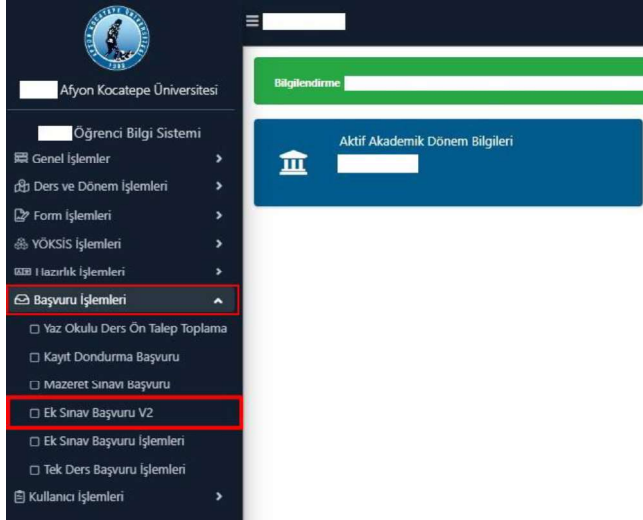 Afyon Kocatepe Üniversitesi
Öğrenci Bilgi Sistemi
Genel İşlemler
Ders ve Dönem İşlemleri
Form İşlemleri
YÖKSİS İşlemleri
Hazırlık İşlemleri
Başvuru İşlemleri
Yaz Okulu Ders Ön Talep Toplama
Kayıt Dondurma Başvuru
Mazeret Sınavı Başvuru
Ek Sınav Başvuru V2
Ek Sınav Başvuru İşlemleri
Tek Ders Başvuru İşlemleri
Kullanıcı İşlemleri
Bilgilendirme
Aktif Akademik Dönem Bilgileri